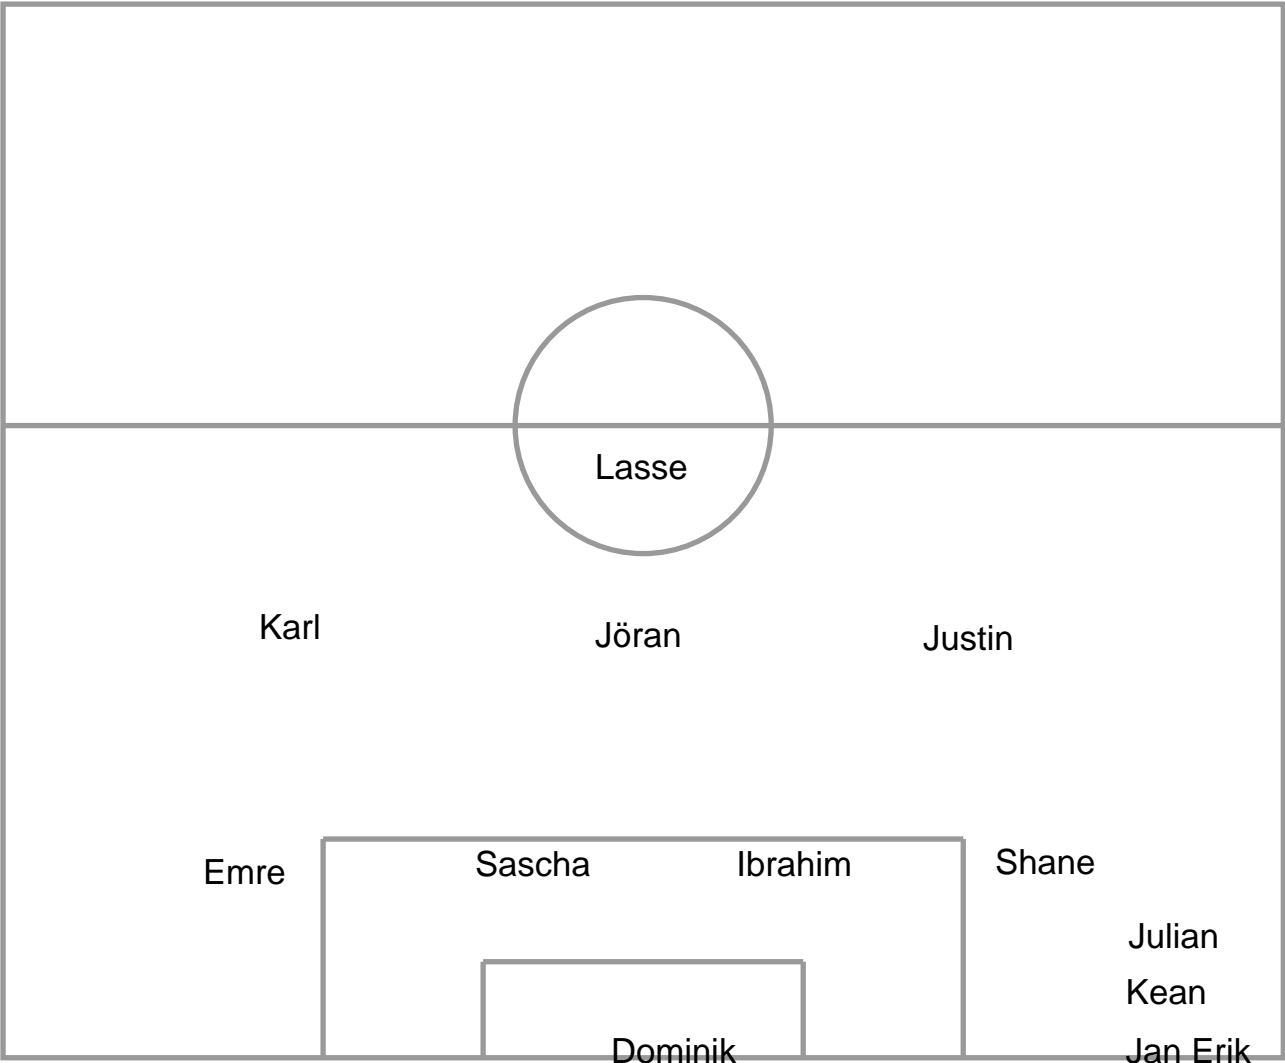 Lasse
Karl Jöran Justin
Emre Sascha Ibrahim Shane
Julian
Kean
Dominik Jan Erik